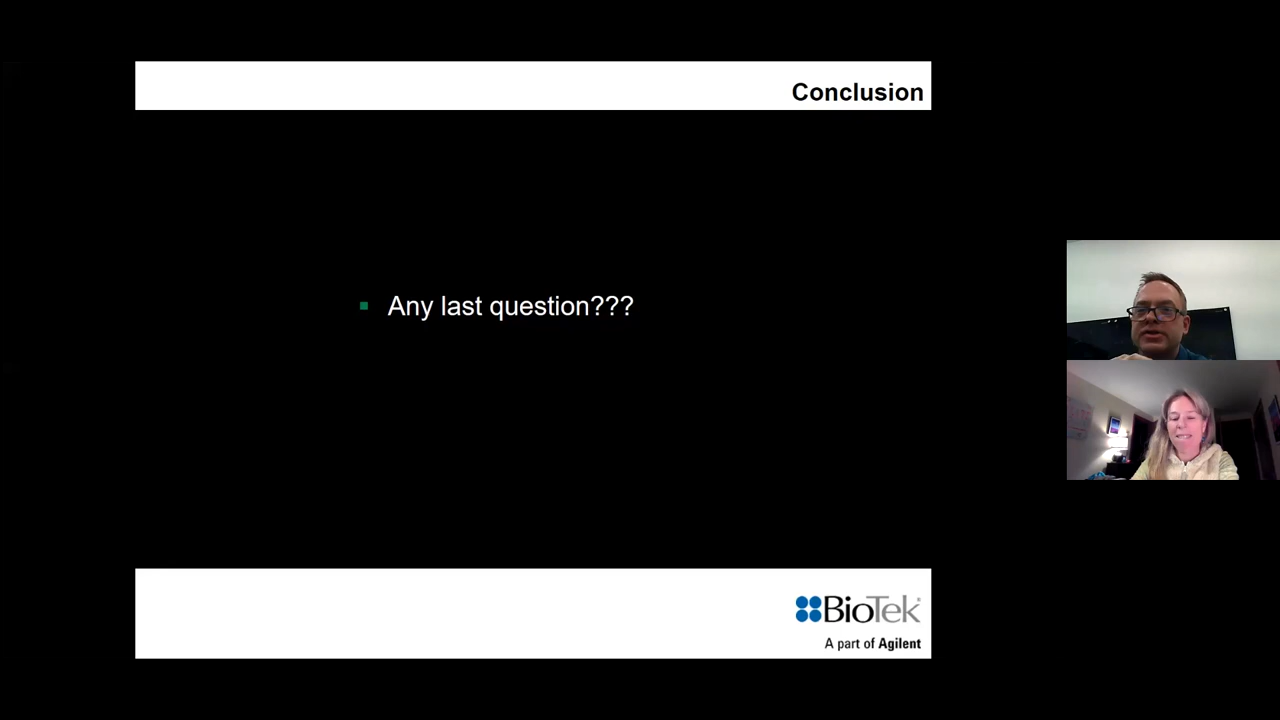 Conclusion
▪ Any last question???
BioTek®
A part of Agilent